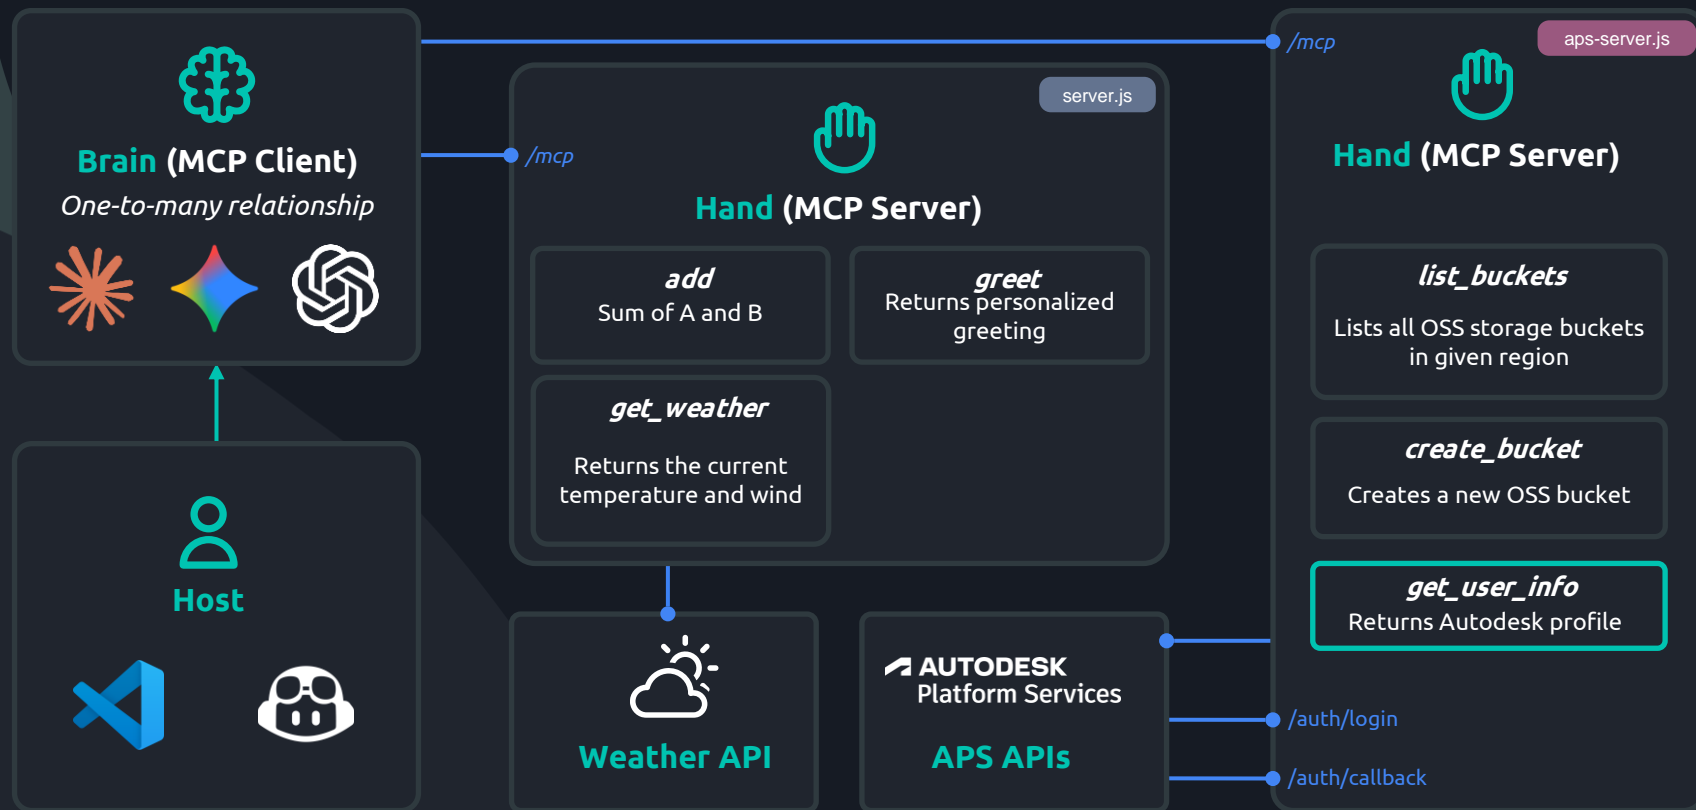 Brain (MCP Client)
One-to-many relationship
Host
/mcp
server.js
Hand (MCP Server)
add
Sum of A and B
greet
Returns personalized
greeting
get_weather
Returns the current
temperature and wind
Weather API
AUTODESK
Platform Services
APS APIs
/mcp
aps-server.js
Hand (MCP Server)
list_buckets
Lists all OSS storage buckets
in given region
create_bucket
Creates a new OSS bucket
get_user_info
Returns Autodesk profile
/auth/login
/auth/callback